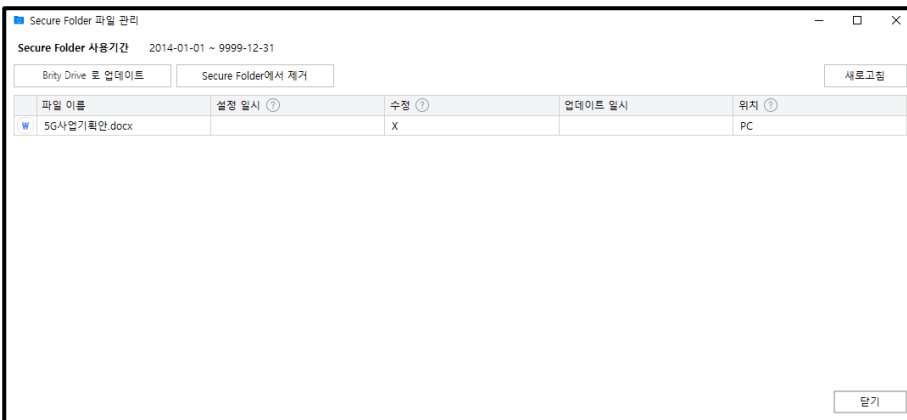 Secure Folder 파일 관리
Secure Folder 사용기간 2014-01-01 ~ 9999-12-31
Brity Drive 로 업데이트 Secure Folder에서 제거 새로고침
파일 이름 설정 일시 ? 수정 ? 업데이트 일시 위치 ?
W 5G사업기획안.docx X PC
닫기